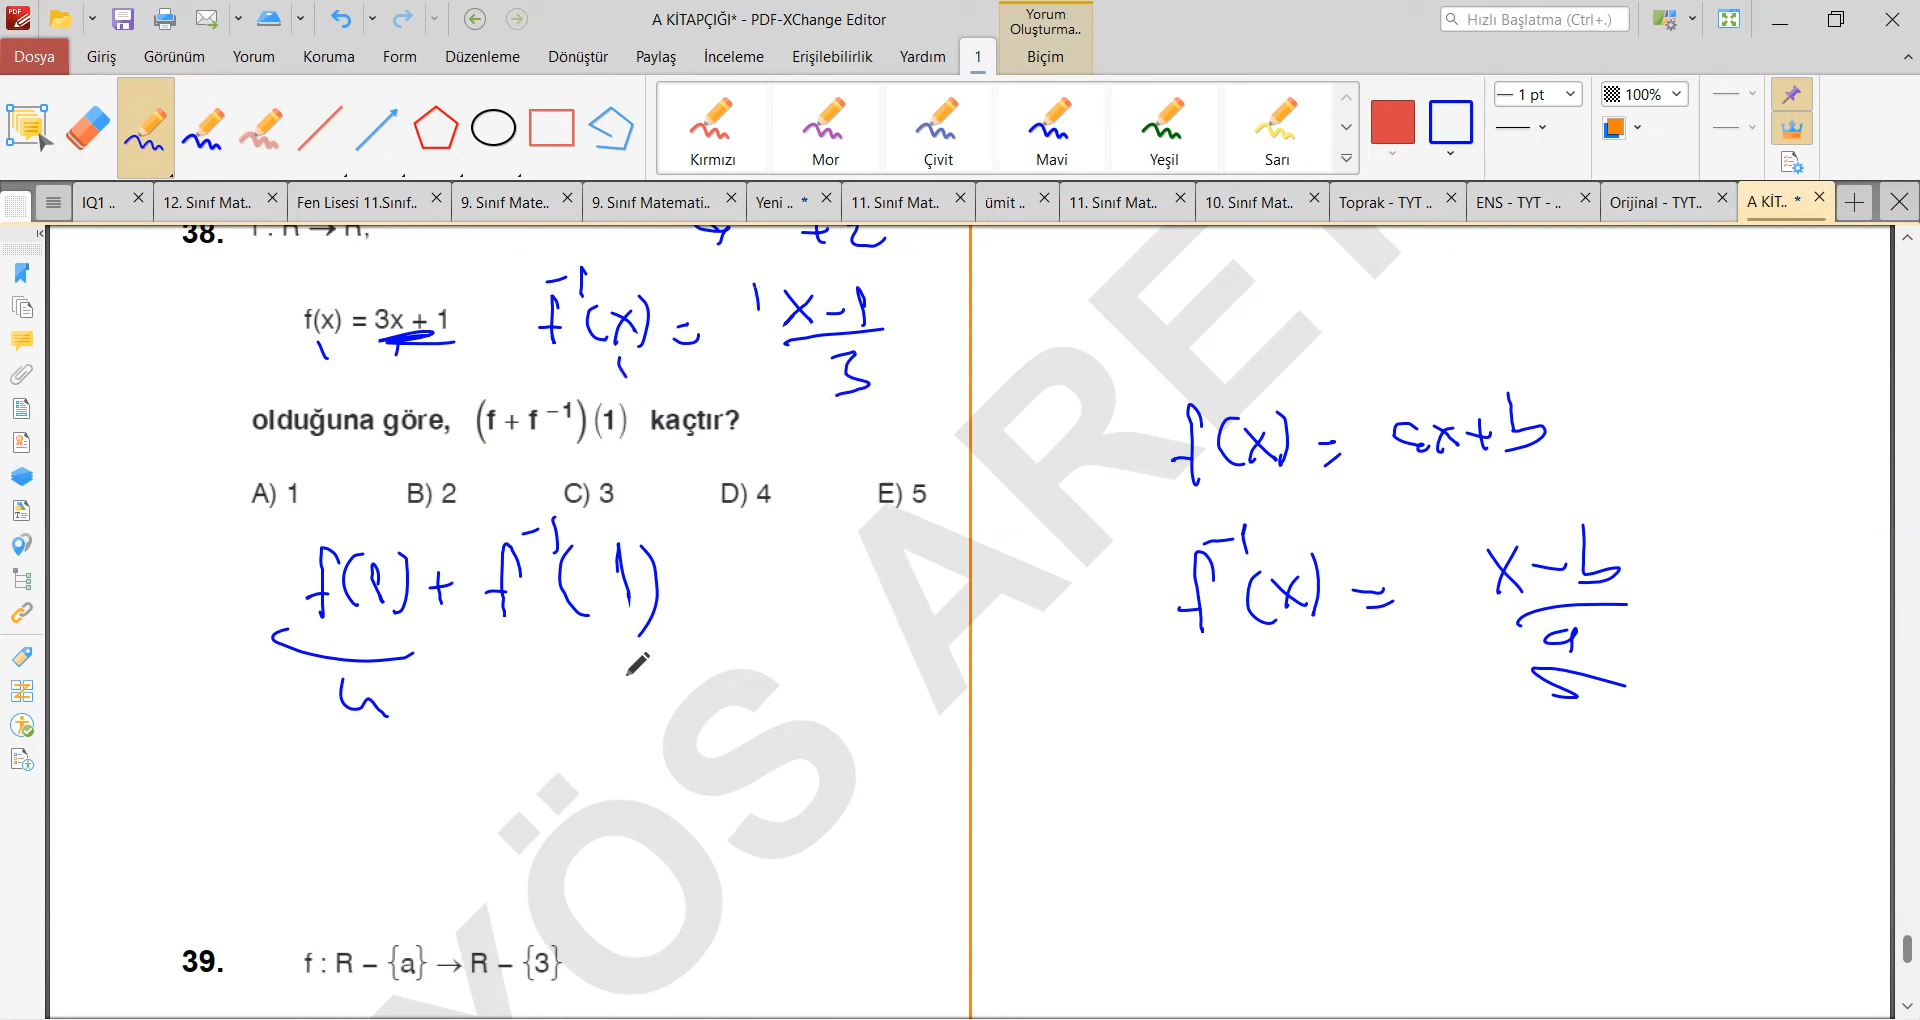 A KİTAPÇIĞI* - PDF-XChange Editor
Yorum Oluşturma..
Hızlı Başlatma (Ctrl+.)
Dosya Giriş Görünüm Yorum Koruma Form Düzenleme Dönüştür Paylaş İnceleme Erişilebilirlik Yardım 1 Biçim
1 pt 100%
Kırmızı Mor Çivit Mavi Yeşil Sarı
IQ1 .. 12. Sınıf Mat.. Fen Lisesi 11.Sınıf.. 9. Sınıf Mate.. 9. Sınıf Matemati.. Yeni .. * 11. Sınıf Mat.. ümit .. 11. Sınıf Mat.. 10. Sınıf Mat.. Toprak - TYT .. ENS - TYT - .. Orijinal - TYT.. A KİT.. *
38. f : R → R, +2
f(x) = 3x + 1 f⁻¹(x) = x-1
3
olduğuna göre, (f + f⁻¹)(1) kaçtır?
A) 1 B) 2 C) 3 D) 4 E) 5
f(1) + f⁻¹(1)
4
f(x) = ax+b
f⁻¹(x) = x-b
a
39. f : R – {a} → R – {3}
YÖS ARE